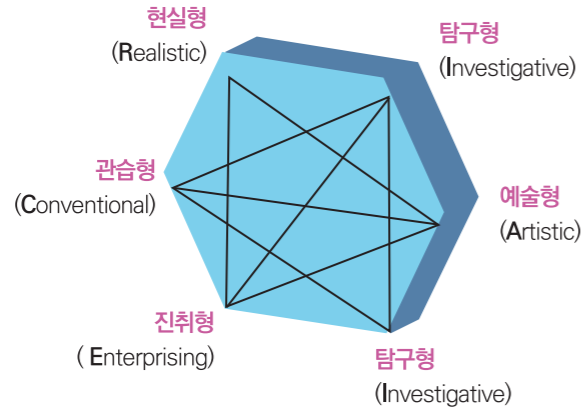 현실형
(Realistic)
탐구형
(Investigative)
관습형
(Conventional)
예술형
(Artistic)
진취형
( Enterprising)
탐구형
(Investigative)